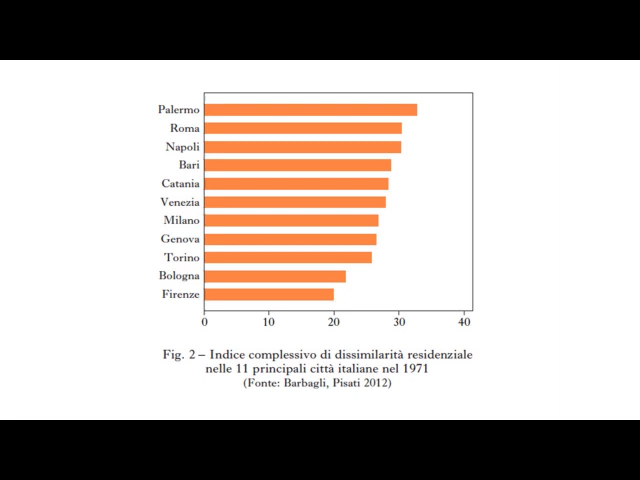 Palermo
Roma
Napoli
Bari
Catania
Venezia
Milano
Genova
Torino
Bologna
Firenze
0 10 20 30 40
Fig. 2 – Indice complessivo di dissimilarità residenziale
nelle 11 principali città italiane nel 1971
(Fonte: Barbagli, Pisati 2012)